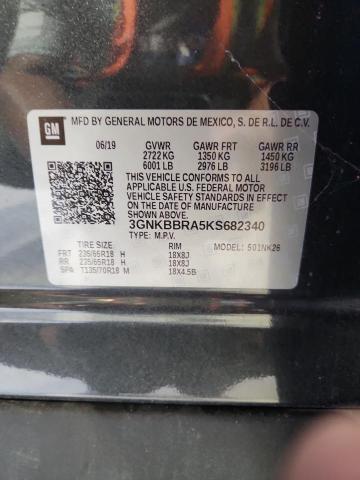 GM
MFD BY GENERAL MOTORS DE MEXICO, S. DE R.L. DE C.V.
06/19 GVWR GAWR FRT GAWR RR
2722 KG 1350 KG 1450 KG
6001 LB 2976 LB 3196 LB
THIS VEHICLE CONFORMS TO ALL
APPLICABLE U.S. FEDERAL MOTOR
VEHICLE SAFETY STANDARDS IN EFFECT ON
THE DATE OF MANUFACTURE SHOWN ABOVE.
3GNKBBRA5KS682340
TYPE: M.P.V.
TIRE SIZE RIM MODEL: 501NK26
FRT 235/65R18 H 18X8J
RR 235/65R18 H 18X8J
SPA T135/70R18 M 18X4.5B